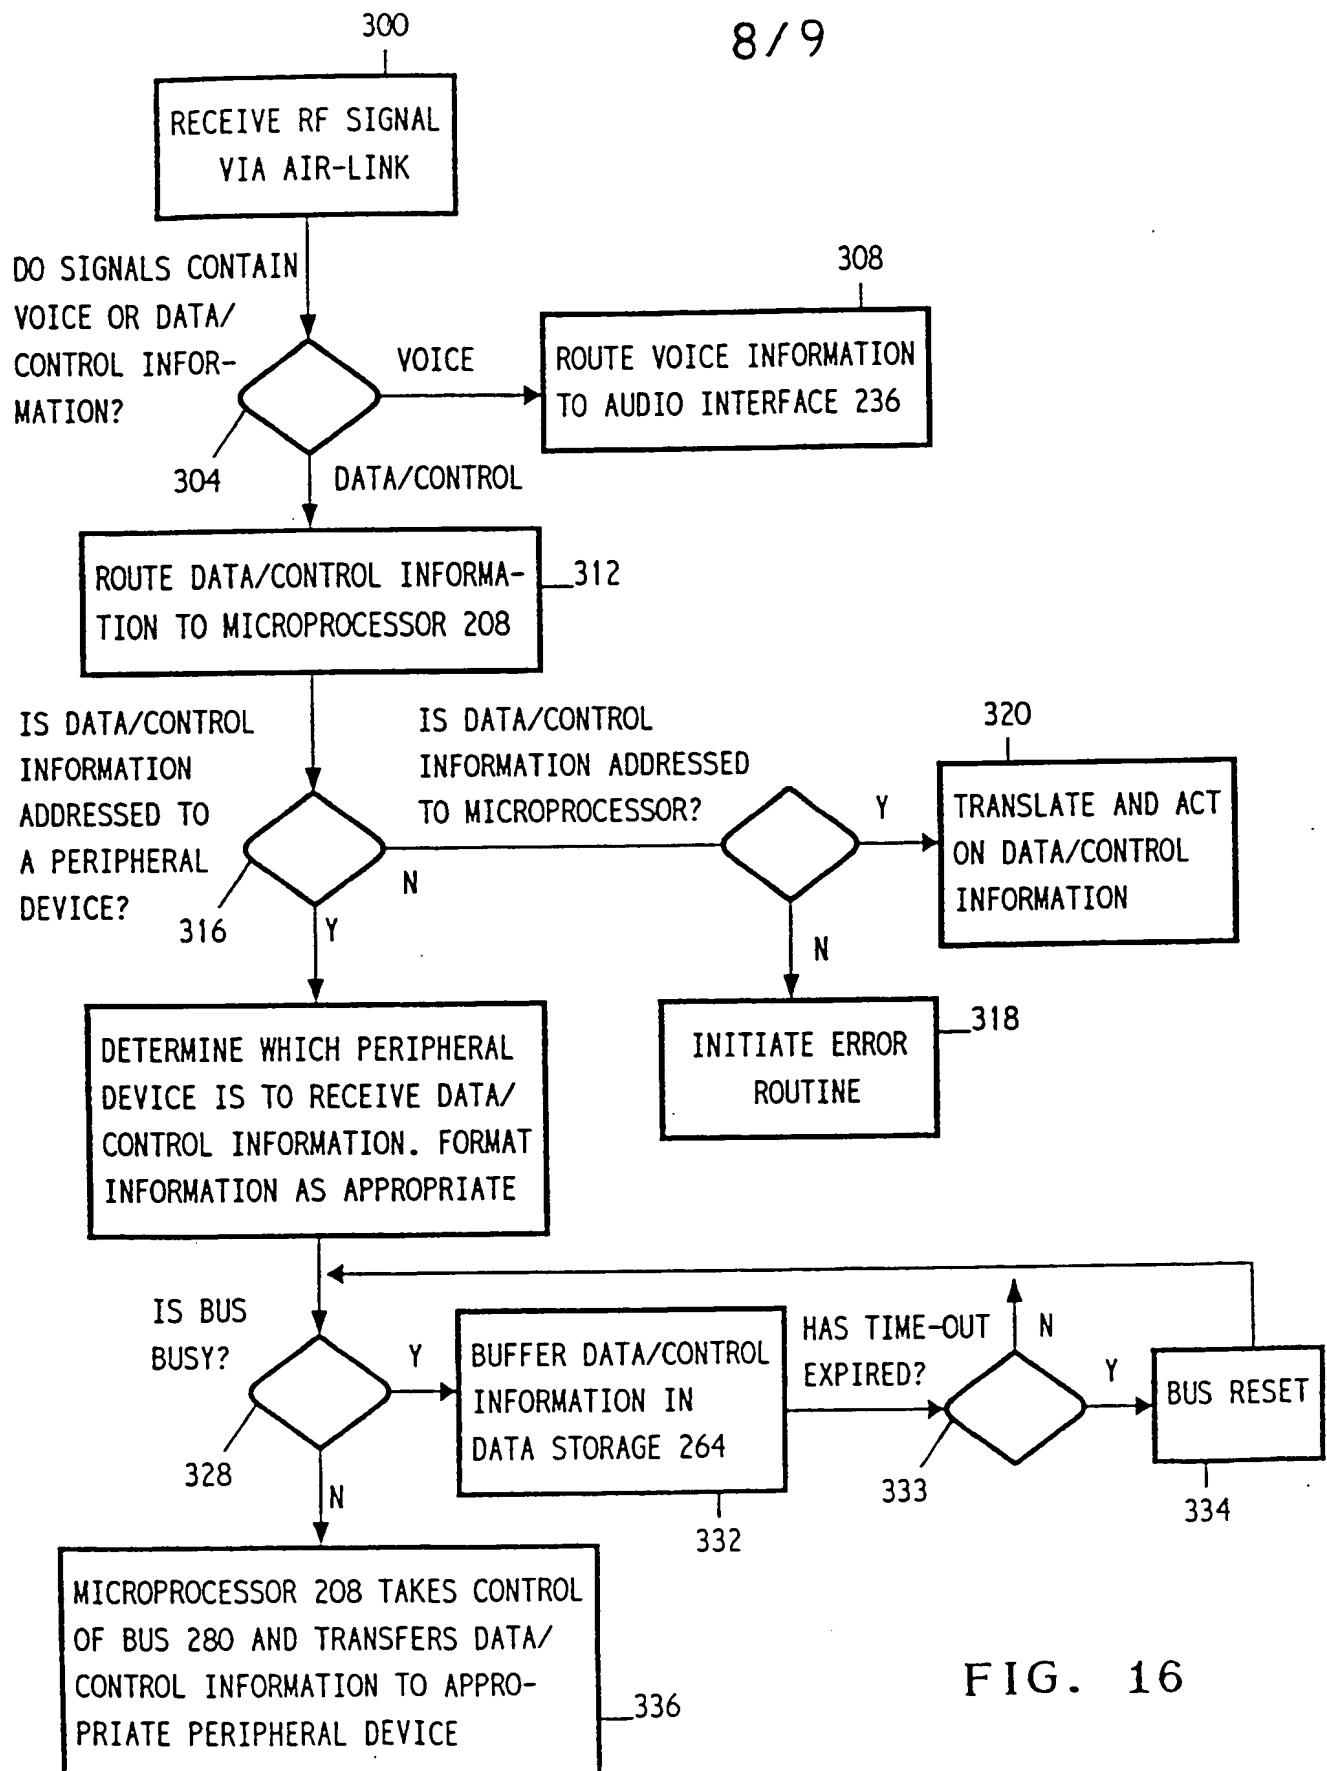 8/9
300
RECEIVE RF SIGNAL
VIA AIR-LINK
DO SIGNALS CONTAIN
VOICE OR DATA/
CONTROL INFOR-
MATION?
304
VOICE
308
ROUTE VOICE INFORMATION
TO AUDIO INTERFACE 236
DATA/CONTROL
ROUTE DATA/CONTROL INFORMA-
TION TO MICROPROCESSOR 208
312
IS DATA/CONTROL
INFORMATION
ADDRESSED TO
A PERIPHERAL
DEVICE?
316
N
Y
IS DATA/CONTROL
INFORMATION ADDRESSED
TO MICROPROCESSOR?
Y
N
320
TRANSLATE AND ACT
ON DATA/CONTROL
INFORMATION
INITIATE ERROR
ROUTINE
318
DETERMINE WHICH PERIPHERAL
DEVICE IS TO RECEIVE DATA/
CONTROL INFORMATION. FORMAT
INFORMATION AS APPROPRIATE
IS BUS
BUSY?
328
Y
N
BUFFER DATA/CONTROL
INFORMATION IN
DATA STORAGE 264
332
HAS TIME-OUT
EXPIRED?
333
N
Y
BUS RESET
334
MICROPROCESSOR 208 TAKES CONTROL
OF BUS 280 AND TRANSFERS DATA/
CONTROL INFORMATION TO APPRO-
PRIATE PERIPHERAL DEVICE
336
FIG. 16